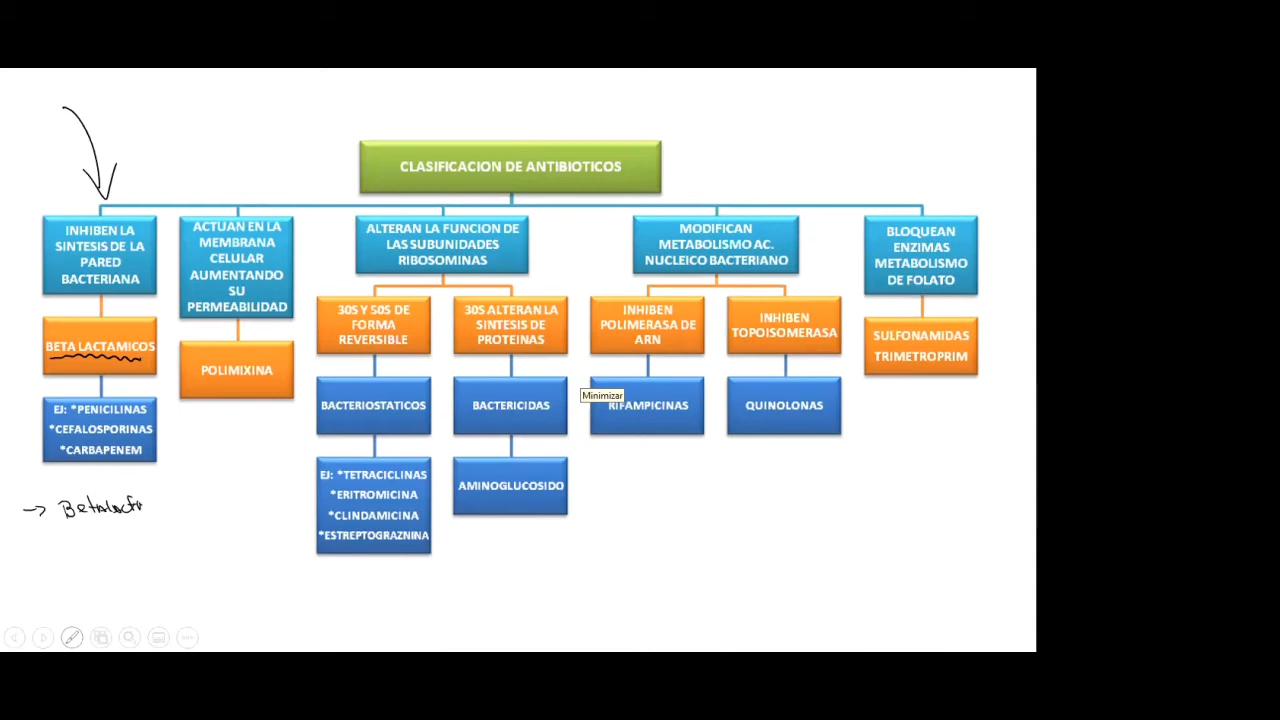 CLASIFICACION DE ANTIBIOTICOS
INHIBEN LA
SINTESIS DE LA
PARED
BACTERIANA
BETA LACTAMICOS
EJ: *PENICILINAS
*CEFALOSPORINAS
*CARBAPENEM
ACTUAN EN LA
MEMBRANA
CELULAR
AUMENTANDO
SU
PERMEABILIDAD
POLIMIXINA
ALTERAN LA FUNCION DE
LAS SUBUNIDADES
RIBOSOMINAS
30S Y 50S DE
FORMA
REVERSIBLE
BACTERIOSTATICOS
EJ: *TETRACICLINAS
*ERITROMICINA
*CLINDAMICINA
*ESTREPTOGRAZNINA
30S ALTERAN LA
SINTESIS DE
PROTEINAS
BACTERICIDAS
AMINOGLUCOSIDO
MODIFICAN
METABOLISMO AC.
NUCLEICO BACTERIANO
INHIBEN
POLIMERASA DE
ARN
Minimizar
RIFAMPICINAS
INHIBEN
TOPOISOMERASA
QUINOLONAS
BLOQUEAN
ENZIMAS
METABOLISMO
DE FOLATO
SULFONAMIDAS
TRIMETROPRIM